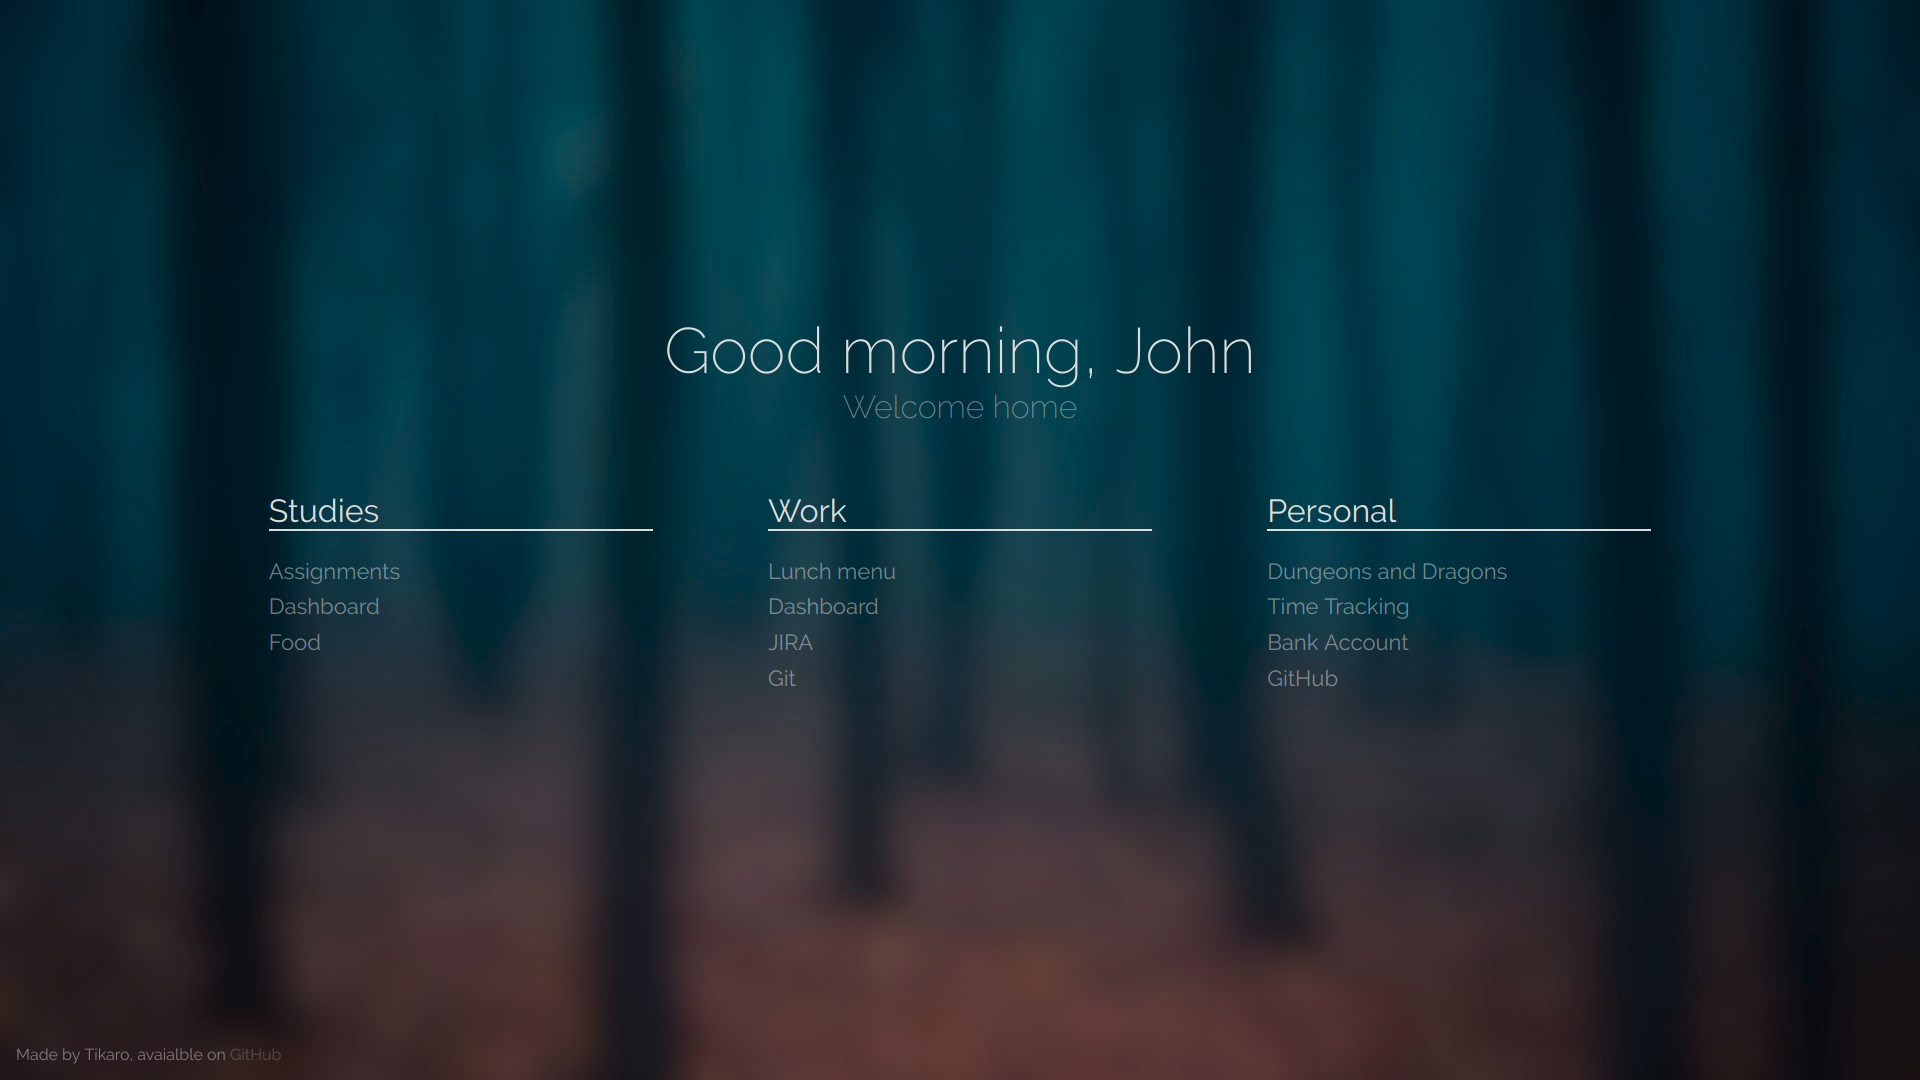 Good morning, John
Welcome home
Studies
Assignments
Dashboard
Food
Work
Lunch menu
Dashboard
JIRA
Git
Personal
Dungeons and Dragons
Time Tracking
Bank Account
GitHub
Made by Tikaro, avaialble on GitHub